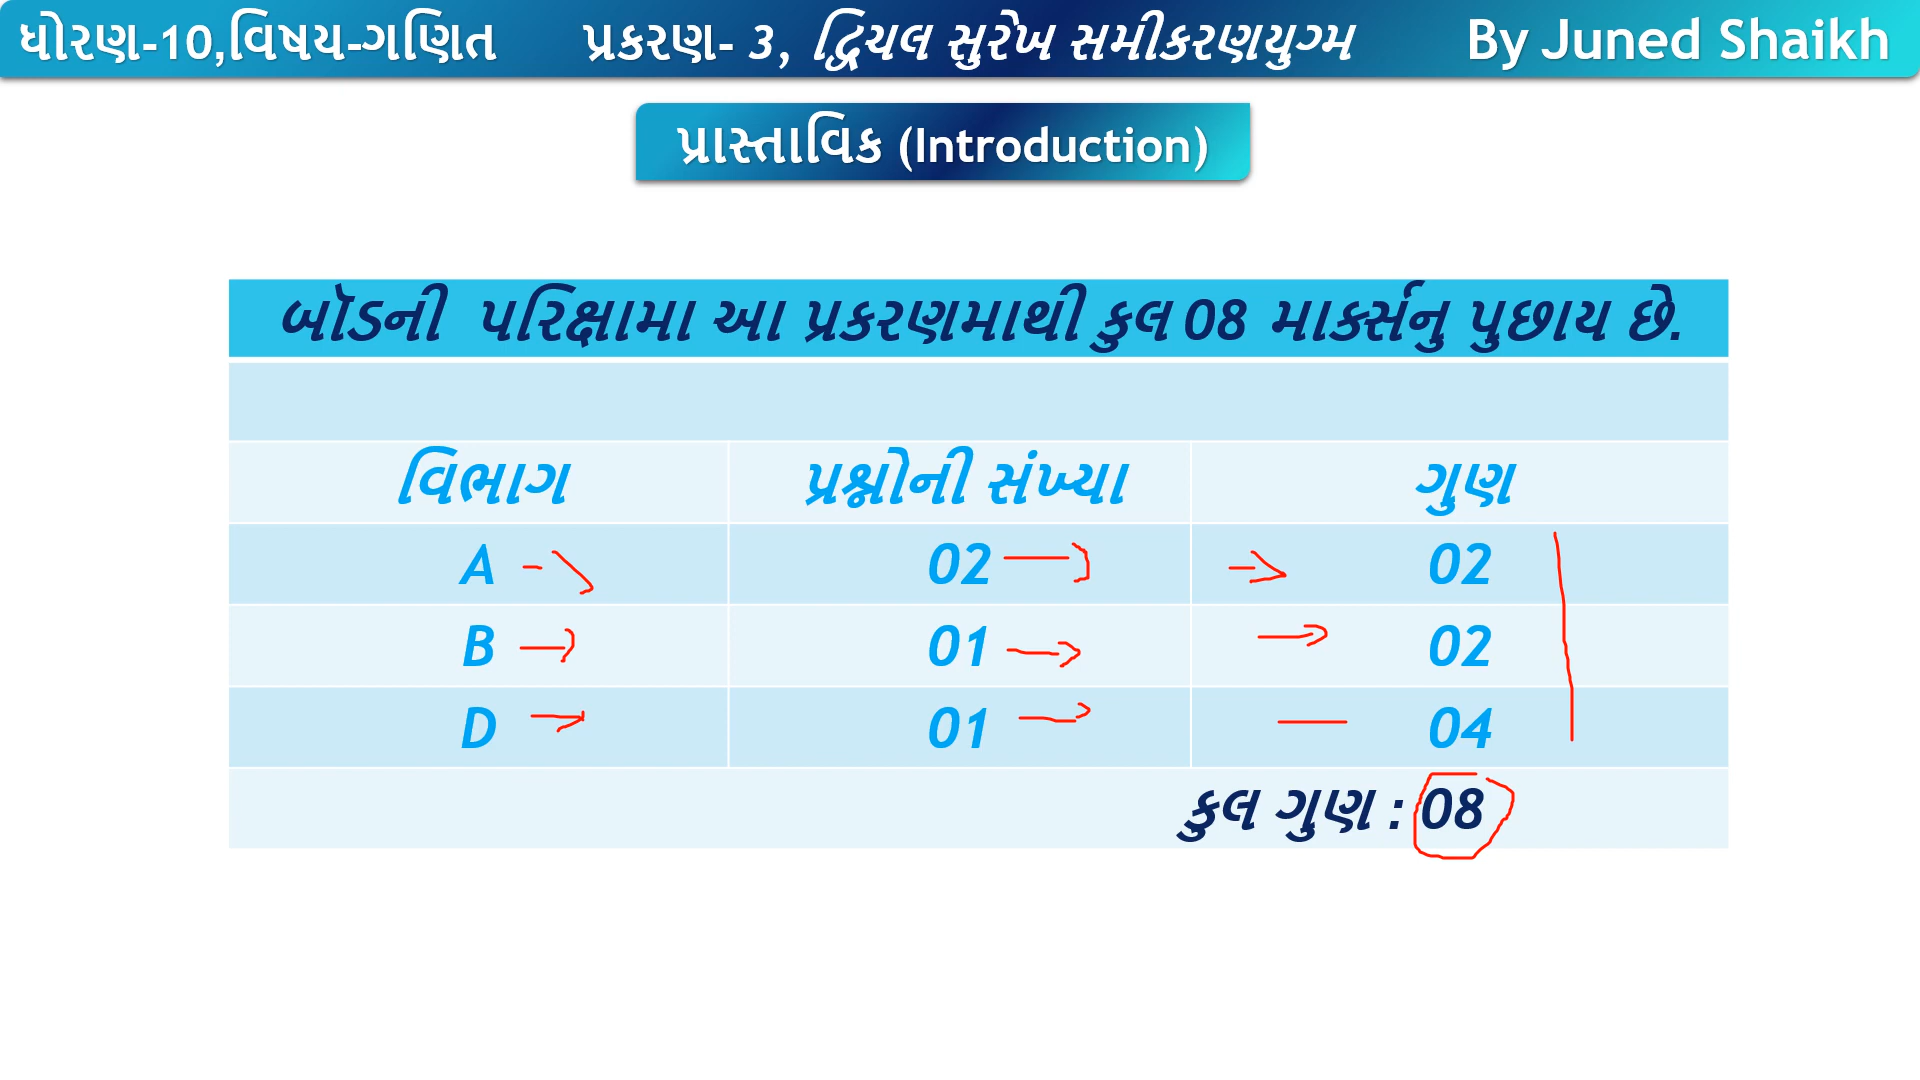 ધોરણ-10,વિષય-ગણિત પ્રકરણ- 3, દ્વિચલ સુરેખ સમીકરણયુગ્મ By Juned Shaikh
પ્રાસ્તાવિક (Introduction)
બૉડની પરિક્ષામા આ પ્રકરણમાથી કુલ 08 માર્ક્સનુ પુછાય છે.
વિભાગ પ્રશ્નોની સંખ્યા ગુણ
A 02 02
B 01 02
D 01 04
કુલ ગુણ : 08